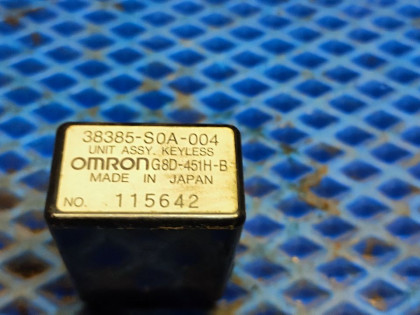 38385-S0A-004
UNIT ASSY. KEYLESS
OMRON G8D-451H-B
MADE IN JAPAN
NO. 115642